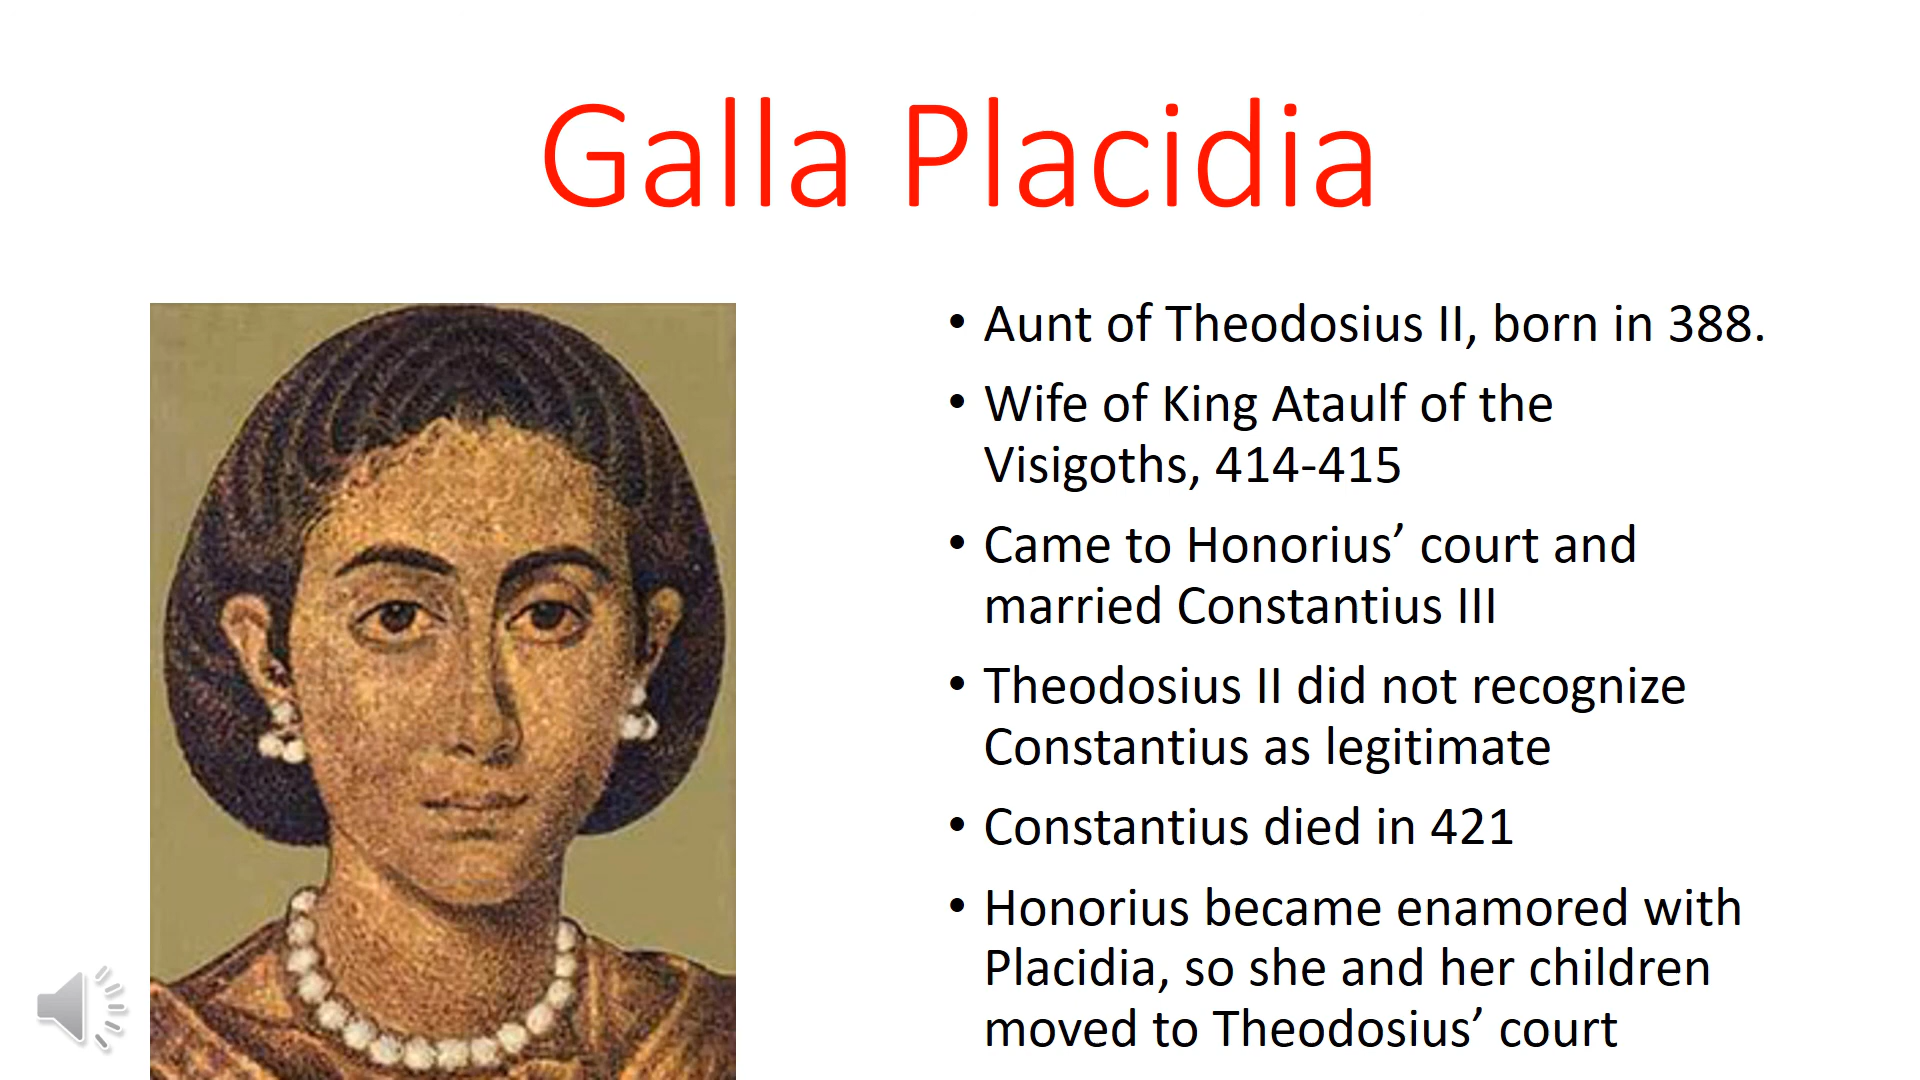 Galla Placidia
• Aunt of Theodosius II, born in 388.
• Wife of King Ataulf of the
Visigoths, 414-415
• Came to Honorius’ court and
married Constantius III
• Theodosius II did not recognize
Constantius as legitimate
• Constantius died in 421
• Honorius became enamored with
Placidia, so she and her children
moved to Theodosius’ court